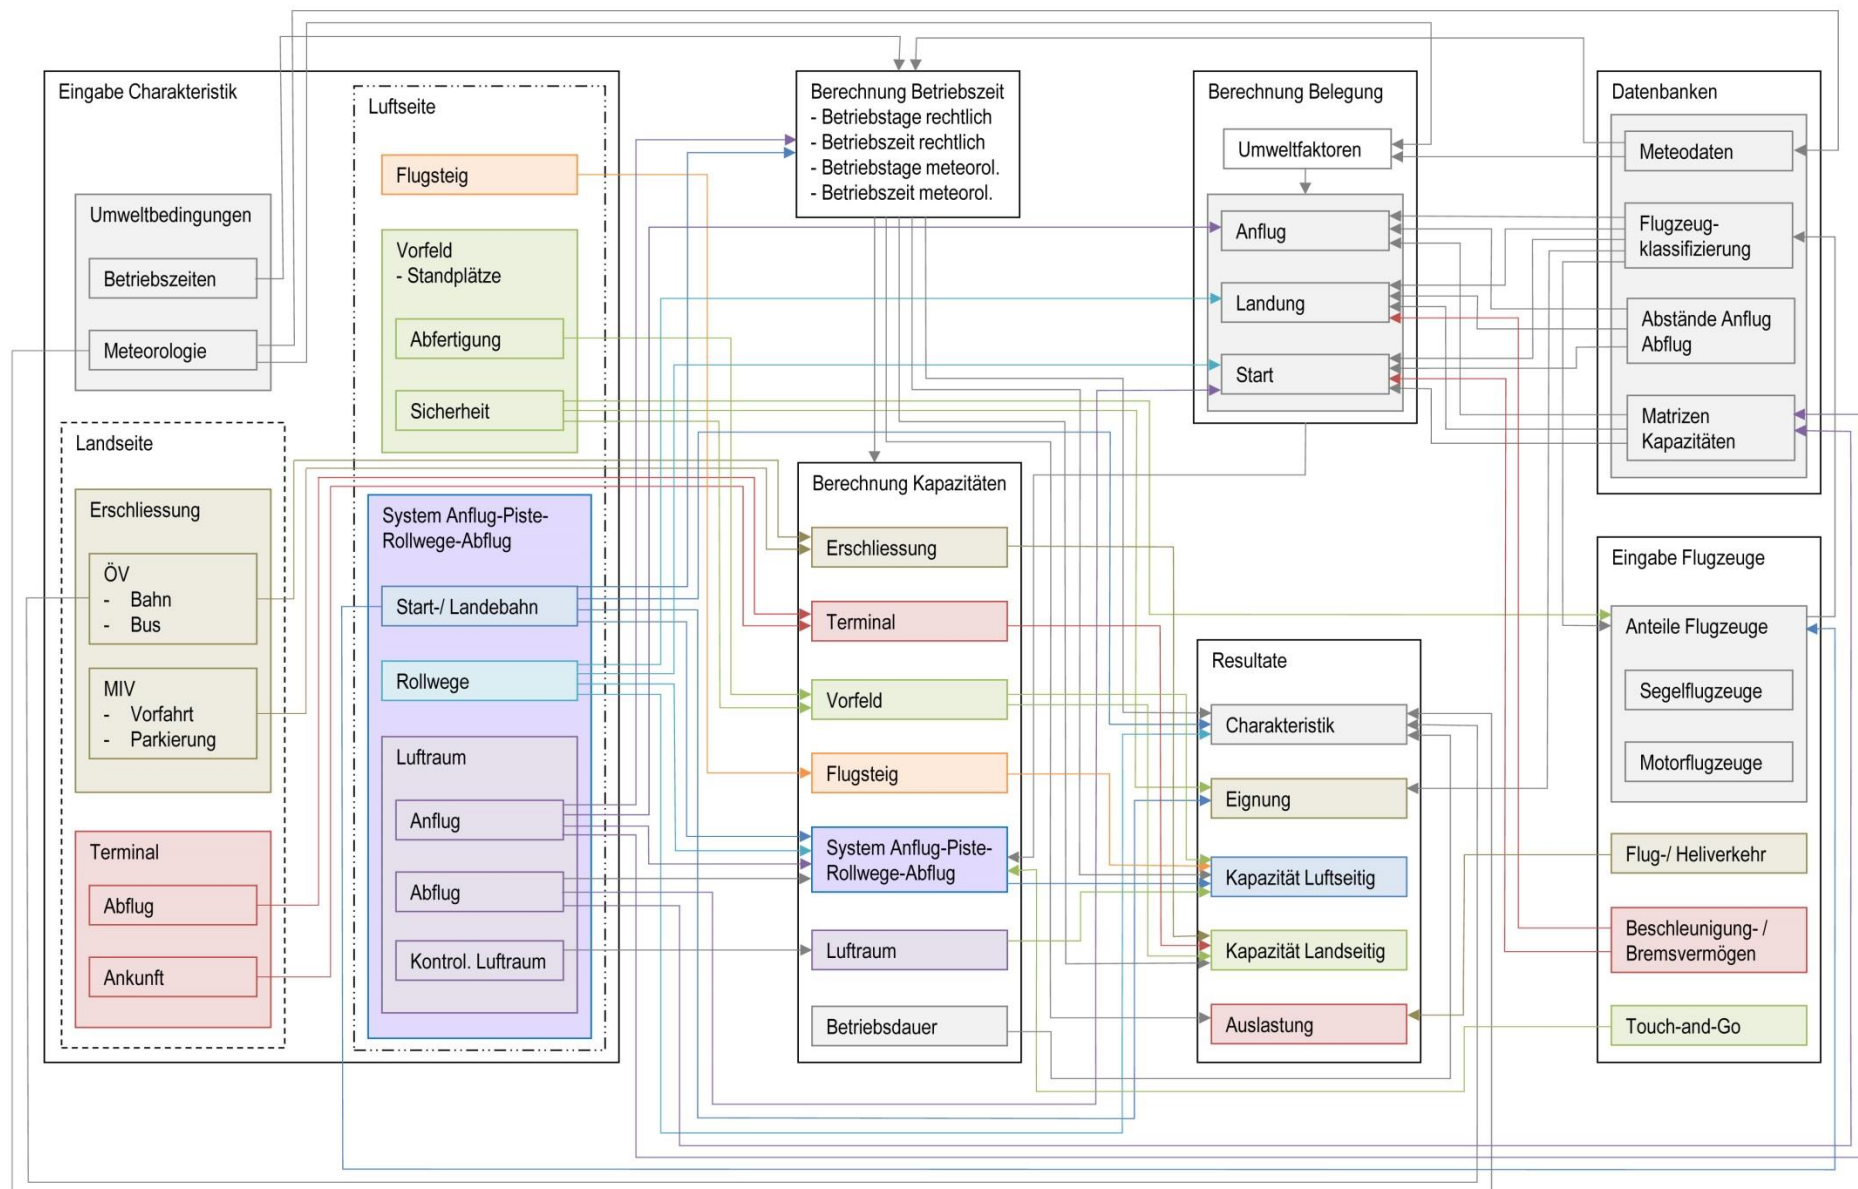 Eingabe Charakteristik
Umweltbedingungen
Betriebszeiten
Meteorologie
Landseite
Erschliessung
ÖV
- Bahn
- Bus
MIV
- Vorfahrt
- Parkierung
Terminal
Abflug
Ankunft
Luftseite
Flugsteig
Vorfeld
- Standplätze
Abfertigung
Sicherheit
System Anflug-Piste-
Rollwege-Abflug
Start-/ Landebahn
Rollwege
Luftraum
Anflug
Abflug
Kontrol. Luftraum
Berechnung Betriebszeit
- Betriebstage rechtlich
- Betriebszeit rechtlich
- Betriebstage meteorol.
- Betriebszeit meteorol.
Berechnung Kapazitäten
Erschliessung
Terminal
Vorfeld
Flugsteig
System Anflug-Piste-
Rollwege-Abflug
Luftraum
Betriebsdauer
Berechnung Belegung
Umweltfaktoren
Anflug
Landung
Start
Resultate
Charakteristik
Eignung
Kapazität Luftseitig
Kapazität Landseitig
Auslastung
Datenbanken
Meteodaten
Flugzeug-
klassifizierung
Abstände Anflug
Abflug
Matrizen
Kapazitäten
Eingabe Flugzeuge
Anteile Flugzeuge
Segelflugzeuge
Motorflugzeuge
Flug-/ Heliverkehr
Beschleunigung- /
Bremsvermögen
Touch-and-Go